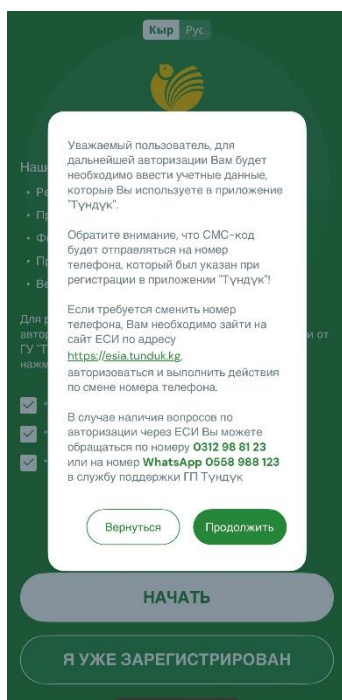 Кыр Рус
Уважаемый пользователь, для
дальнейшей авторизации Вам будет
необходимо ввести учетные данные,
которые Вы используете в приложение
"Түндүк".
Обратите внимание, что СМС-код
будет отправляться на номер
телефона, который был указан при
регистрации в приложении "Түндүк"!
Если требуется сменить номер
телефона, Вам необходимо зайти на
сайт ЕСИ по адресу
https://esia.tunduk.kg,
авторизоваться и выполнить действия
по смене номера телефона.
В случае наличия вопросов по
авторизации через ЕСИ Вы можете
обращаться по номеру 0312 98 81 23
или на номер WhatsApp 0558 988 123
в службу поддержки ГП Түндүк
Вернуться Продолжить
НАЧАТЬ
Я УЖЕ ЗАРЕГИСТРИРОВАН